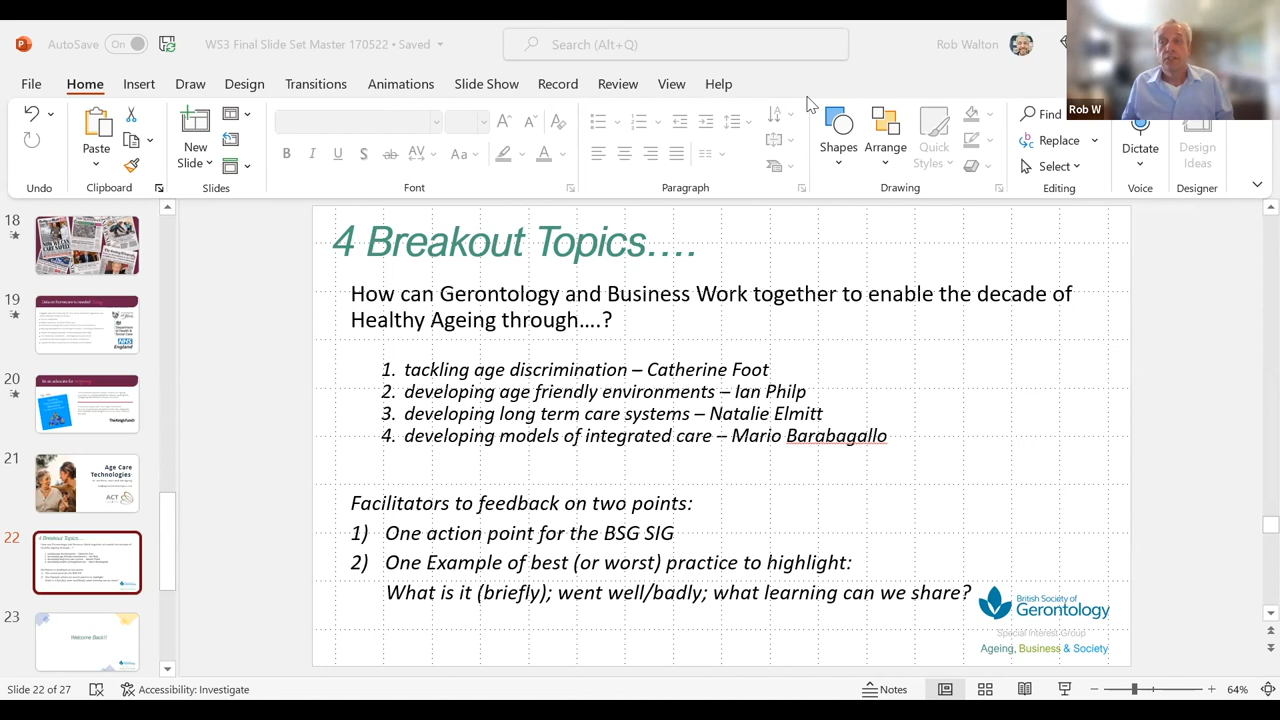 AutoSave On WS3 Final Slide Set Master 170522 • Saved Search (Alt+Q) Rob Walton
Rob W
File Home Insert Draw Design Transitions Animations Slide Show Record Review View Help
Paste New Slide Shapes Arrange Quick Styles Find Replace Select Dictate Design Ideas
B I U S ab AV Aa A
Undo Clipboard Slides Font Paragraph Drawing Editing Voice Designer
18
19
20
21
Age Care
Technologies
ACT
22
23
Welcome Back!!
4 Breakout Topics....
How can Gerontology and Business Work together to enable the decade of
Healthy Ageing through....?
1. tackling age discrimination – Catherine Foot
2. developing age friendly environments – Ian Philp
3. developing long term care systems – Natalie Elmitt
4. developing models of integrated care – Mario Barabagallo
Facilitators to feedback on two points:
1) One action point for the BSG SIG
2) One Example of best (or worst) practice to highlight:
What is it (briefly); went well/badly; what learning can we share?
British Society of
Gerontology
Special Interest Group
Ageing, Business & Society
Slide 22 of 27 Accessibility: Investigate Notes 64%